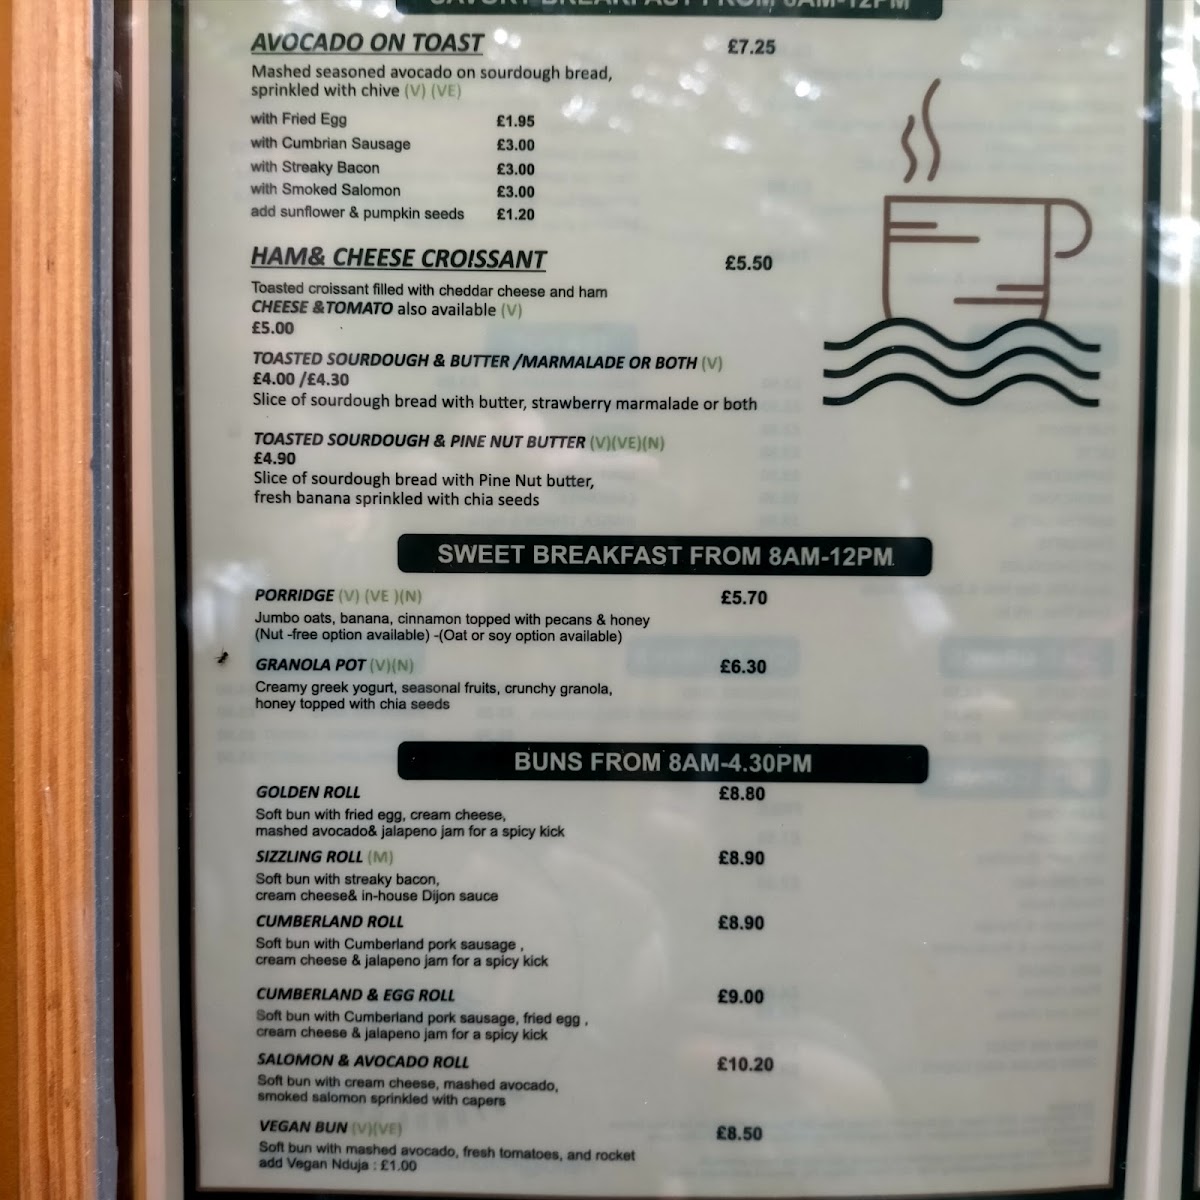 SAVORY BREAKFAST FROM 8AM-12PM
AVOCADO ON TOAST £7.25
Mashed seasoned avocado on sourdough bread,
sprinkled with chive (V) (VE)
with Fried Egg £1.95
with Cumbrian Sausage £3.00
with Streaky Bacon £3.00
with Smoked Salomon £3.00
add sunflower & pumpkin seeds £1.20
HAM& CHEESE CROISSANT £5.50
Toasted croissant filled with cheddar cheese and ham
CHEESE &TOMATO also available (V)
£5.00
TOASTED SOURDOUGH & BUTTER /MARMALADE OR BOTH (V)
£4.00 /£4.30
Slice of sourdough bread with butter, strawberry marmalade or both
TOASTED SOURDOUGH & PINE NUT BUTTER (V)(VE)(N)
£4.90
Slice of sourdough bread with Pine Nut butter,
fresh banana sprinkled with chia seeds
SWEET BREAKFAST FROM 8AM-12PM.
PORRIDGE (V) (VE )(N) £5.70
Jumbo oats, banana, cinnamon topped with pecans & honey
(Nut -free option available) -(Oat or soy option available)
GRANOLA POT (V)(N) £6.30
Creamy greek yogurt, seasonal fruits, crunchy granola,
honey topped with chia seeds
BUNS FROM 8AM-4.30PM
GOLDEN ROLL £8.80
Soft bun with fried egg, cream cheese,
mashed avocado& jalapeno jam for a spicy kick
SIZZLING ROLL (M) £8.90
Soft bun with streaky bacon,
cream cheese& in-house Dijon sauce
CUMBERLAND ROLL £8.90
Soft bun with Cumberland pork sausage ,
cream cheese & jalapeno jam for a spicy kick
CUMBERLAND & EGG ROLL £9.00
Soft bun with Cumberland pork sausage, fried egg ,
cream cheese & jalapeno jam for a spicy kick
SALOMON & AVOCADO ROLL £10.20
Soft bun with cream cheese, mashed avocado,
smoked salomon sprinkled with capers
VEGAN BUN (V)(VE) £8.50
Soft bun with mashed avocado, fresh tomatoes, and rocket
add Vegan Nduja : £1.00